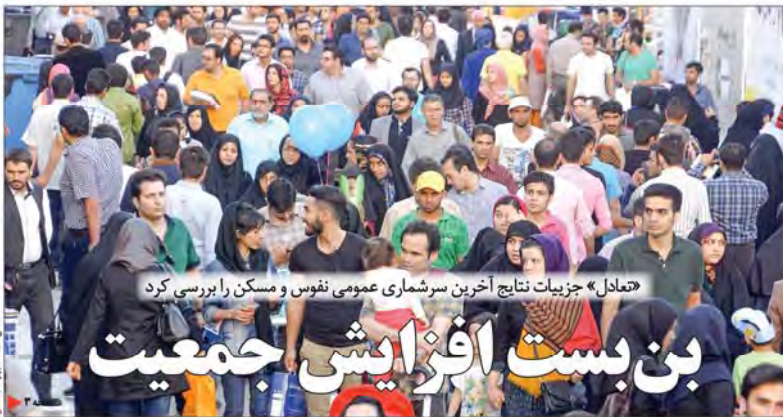 «تعادل» جزییات نتایج آخرین سرشماری عمومی نفوس و مسکن را بررسی کرد
بن‌بست افزایش جمعیت